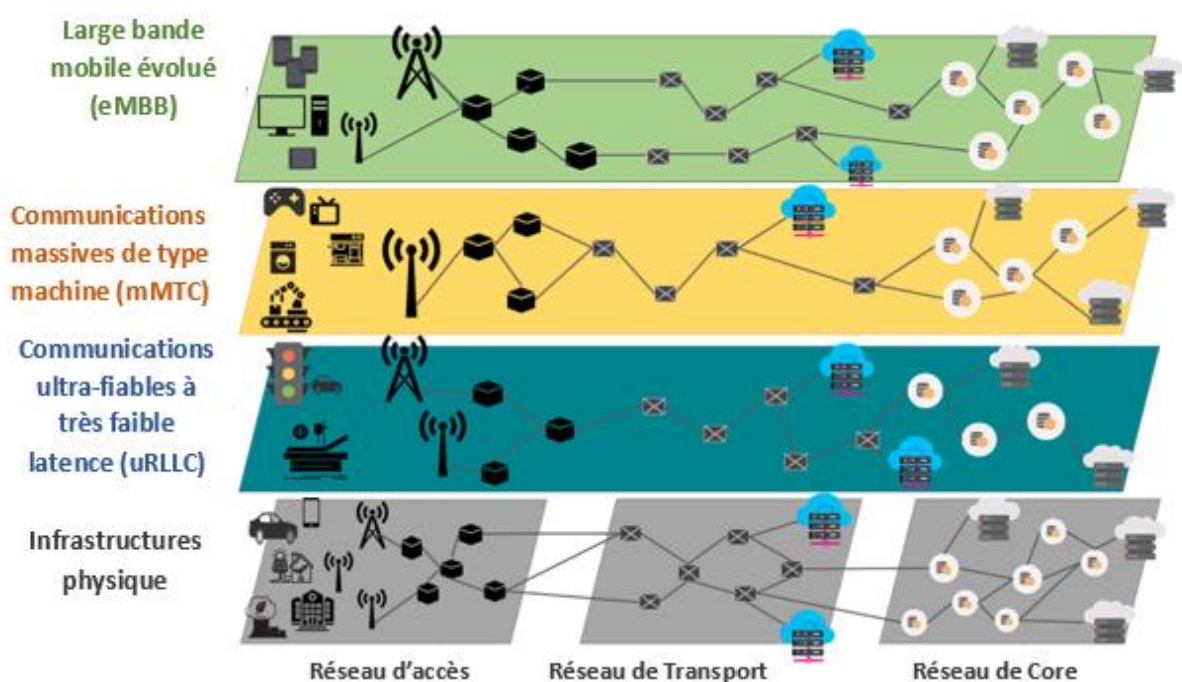 Large bande
mobile évolué
(eMBB)
Communications
massives de type
machine (mMTC)
Communications
ultra-fiables à
très faible
latence (uRLLC)
Infrastructures
physique
Réseau d'accès
Réseau de Transport
Réseau de Core